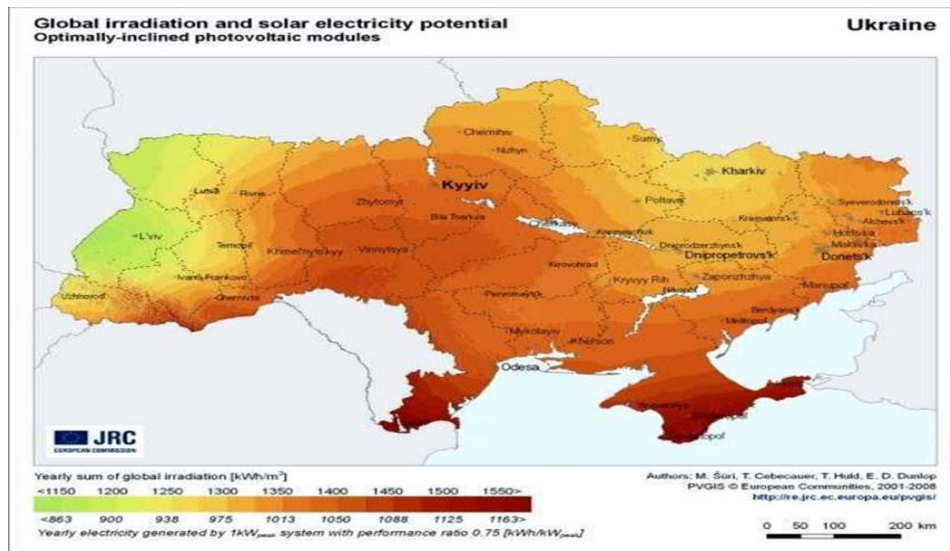 Global irradiation and solar electricity potential
Optimally-inclined photovoltaic modules
Ukraine
Chernihiv
Sumy
Nizhyn
Kharkiv
Kyyiv
Luts'k
Rivne
Zhytomyr
Poltava
Syeverodonets'k
Luhans'k
Bila Tserkva
Cherkasy
Kremenchuk
Kramators'k
Alchevs'k
L'viv
Ternopil'
Khmel'nyts'kyy
Vinnytsya
Horlivka
Makiivka
Dniprodzerzhyns'k
Dnipropetrovs'k
Donets'k
Ivano-Frankivs'k
Kirovohrad
Kryvyy Rih
Zaporizhzhya
Uzhhorod
Chernivtsi
Pervomays'k
Nikopol'
Mariupol'
Berdyans'k
Melitopol'
Mykolayiv
Kherson
Odesa
JRC
EUROPEAN COMMISSION
Yearly sum of global irradiation [kWh/m²]
<1150 1200 1250 1300 1350 1400 1450 1500 1550>
<863 900 938 975 1013 1050 1088 1125 1163>
Yearly electricity generated by 1kWpeak system with performance ratio 0.75 [kWh/kWpeak]
Authors: M. Šúri, T. Cebecauer, T. Huld, E. D. Dunlop
PVGIS © European Communities, 2001-2008
http://re.jrc.ec.europa.eu/pvgis/
0 50 100 200 km